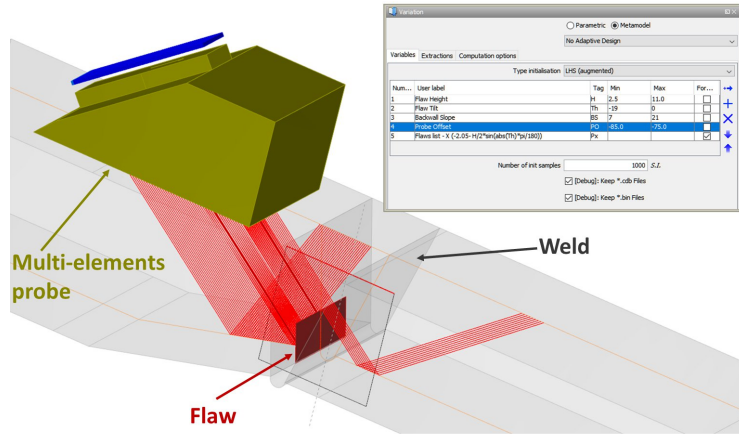 Variation
Parametric Metamodel
No Adaptive Design
Variables Extractions Computation options
Type initialisation LHS (augmented)
Num... User label Tag Min Max For...
1 Flaw Height H 2.5 11.0
2 Flaw Tilt Th -19 0
3 Backwall Slope BS 7 21
4 Probe Offset PO -85.0 -75.0
5 Flaws list - X (-2.05- H/2*sin(abs(Th)*pi/180)) Px
Number of init samples 1000 S.I.
[Debug]: Keep *.cdb Files
[Debug]: Keep *.bin Files
Weld
Multi-elements
probe
Flaw